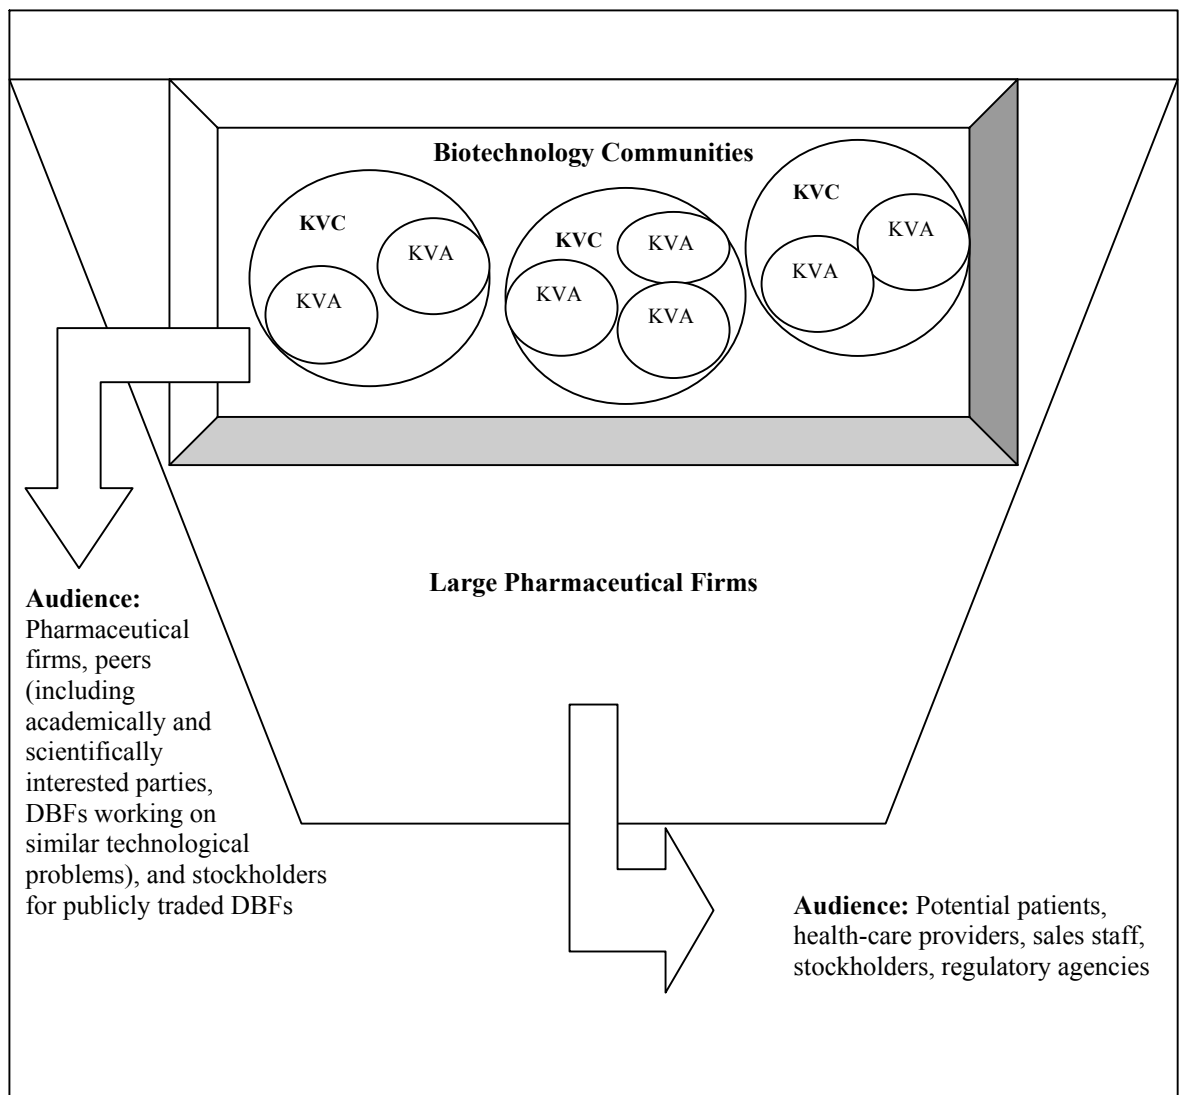 Biotechnology Communities
KVC
KVA
KVA
KVC
KVA
KVA
KVA
KVC
KVA
KVA
Large Pharmaceutical Firms
Audience:
Pharmaceutical
firms, peers
(including
academically and
scientifically
interested parties,
DBFs working on
similar technological
problems), and stockholders
for publicly traded DBFs
Audience: Potential patients,
health-care providers, sales staff,
stockholders, regulatory agencies